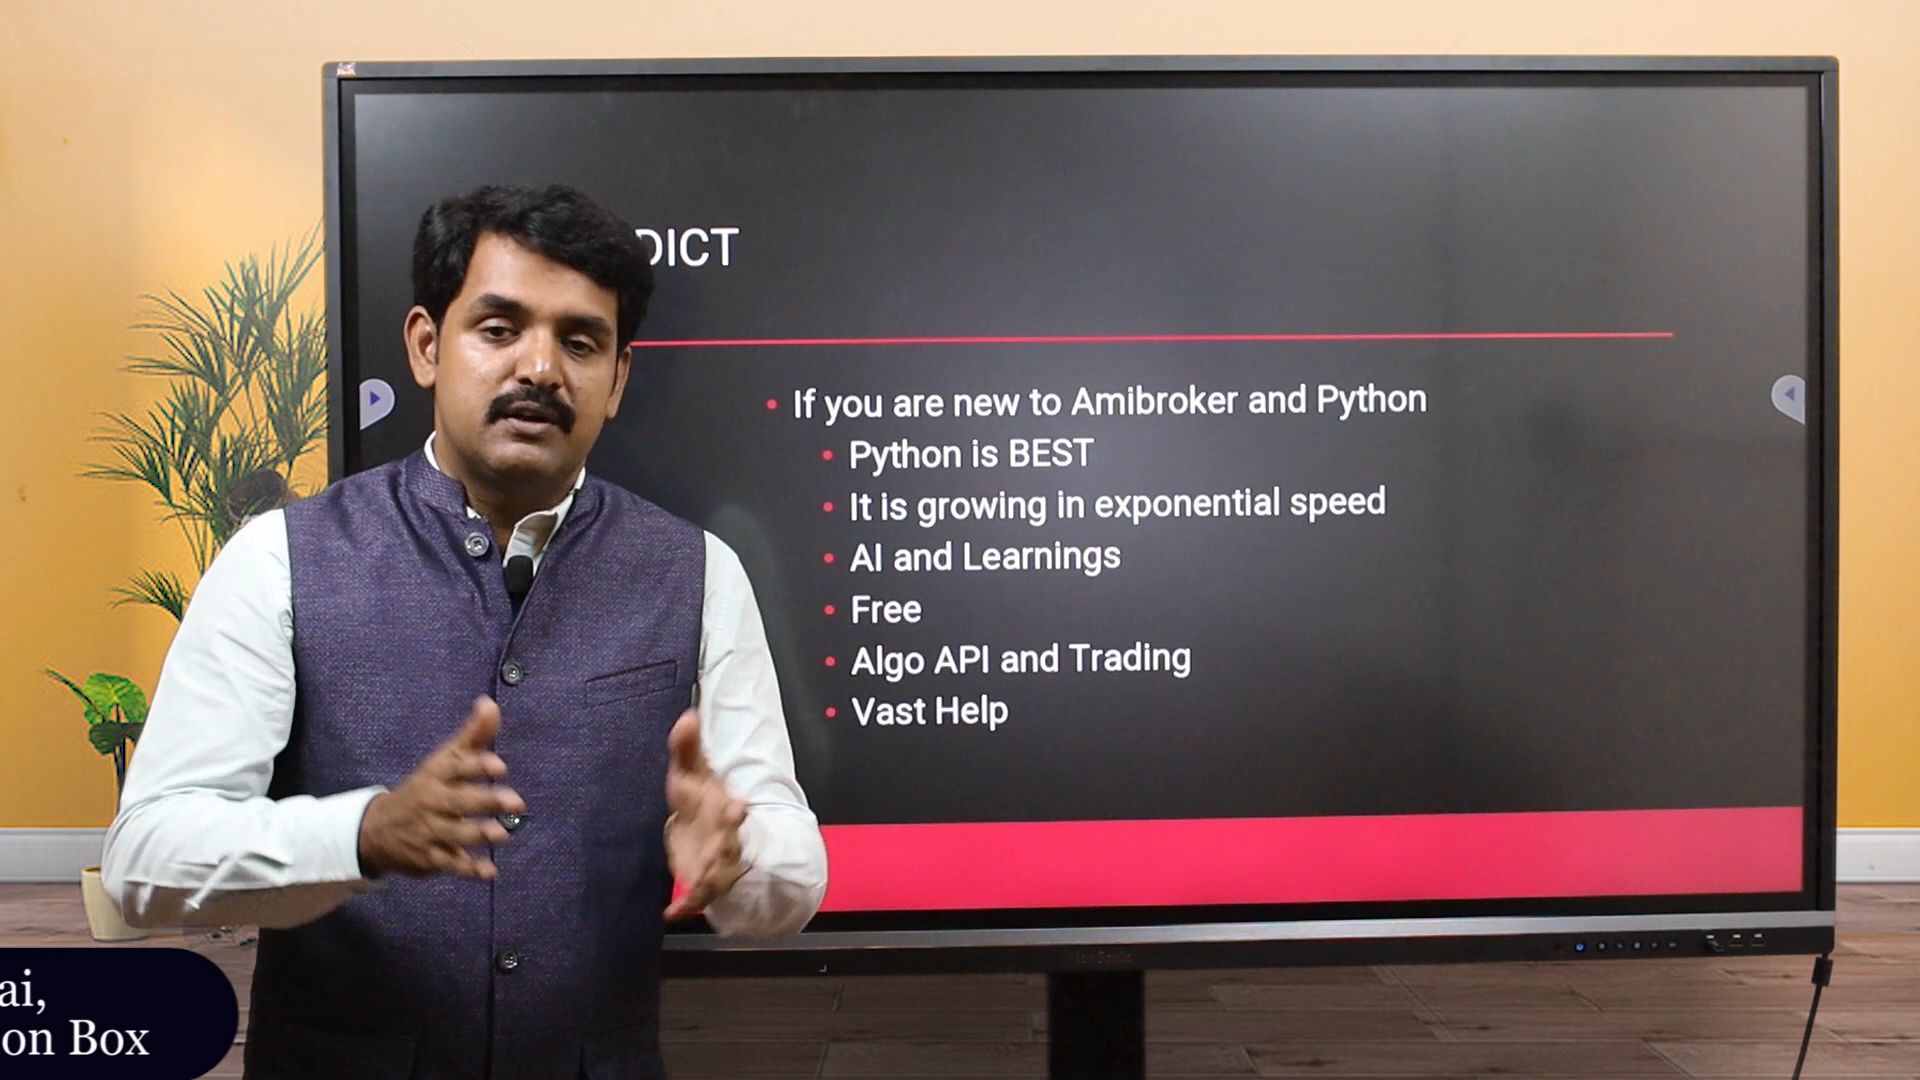 DICT
If you are new to Amibroker and Python
Python is BEST
It is growing in exponential speed
AI and Learnings
Free
Algo API and Trading
Vast Help
ai,
on Box